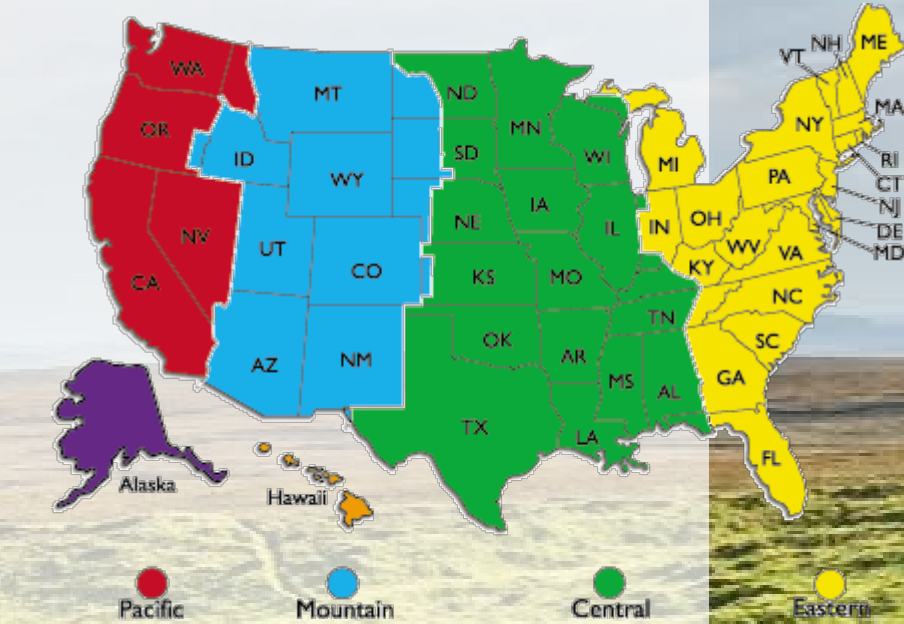 WA
OR
CA
NV
MT
ID
WY
UT
CO
AZ
NM
ND
SD
NE
KS
OK
TX
MN
IA
MO
AR
LA
WI
IL
TN
MS
AL
MI
IN
OH
KY
WV
VA
NC
SC
GA
FL
PA
NY
VT
NH
ME
MA
RI
CT
NJ
DE
MD
Alaska
Hawaii
Pacific
Mountain
Central
Eastern